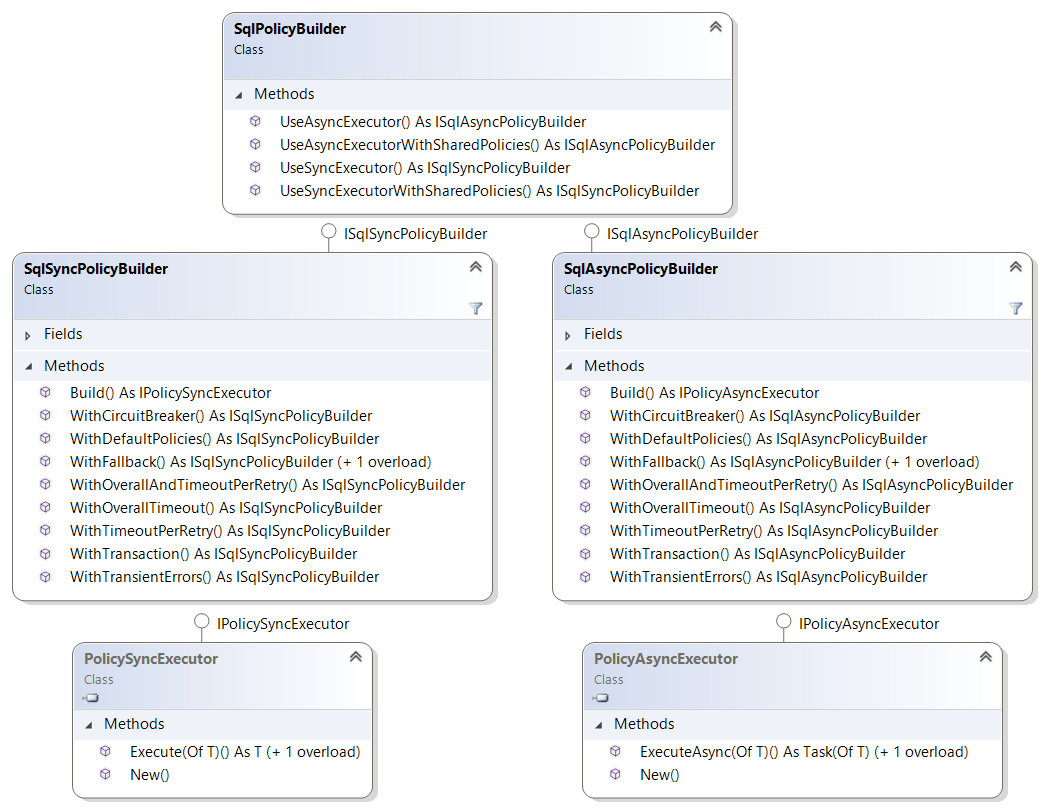 SqlPolicyBuilder
Class
Methods
UseAsyncExecutor() As ISqlAsyncPolicyBuilder
UseAsyncExecutorWithSharedPolicies() As ISqlAsyncPolicyBuilder
UseSyncExecutor() As ISqlSyncPolicyBuilder
UseSyncExecutorWithSharedPolicies() As ISqlSyncPolicyBuilder
ISqlSyncPolicyBuilder
SqlSyncPolicyBuilder
Class
Fields
Methods
Build() As IPolicySyncExecutor
WithCircuitBreaker() As ISqlSyncPolicyBuilder
WithDefaultPolicies() As ISqlSyncPolicyBuilder
WithFallback() As ISqlSyncPolicyBuilder (+ 1 overload)
WithOverallAndTimeoutPerRetry() As ISqlSyncPolicyBuilder
WithOverallTimeout() As ISqlSyncPolicyBuilder
WithTimeoutPerRetry() As ISqlSyncPolicyBuilder
WithTransaction() As ISqlSyncPolicyBuilder
WithTransientErrors() As ISqlSyncPolicyBuilder
ISqlAsyncPolicyBuilder
SqlAsyncPolicyBuilder
Class
Fields
Methods
Build() As IPolicyAsyncExecutor
WithCircuitBreaker() As ISqlAsyncPolicyBuilder
WithDefaultPolicies() As ISqlAsyncPolicyBuilder
WithFallback() As ISqlAsyncPolicyBuilder (+ 1 overload)
WithOverallAndTimeoutPerRetry() As ISqlAsyncPolicyBuilder
WithOverallTimeout() As ISqlAsyncPolicyBuilder
WithTimeoutPerRetry() As ISqlAsyncPolicyBuilder
WithTransaction() As ISqlAsyncPolicyBuilder
WithTransientErrors() As ISqlAsyncPolicyBuilder
IPolicySyncExecutor
PolicySyncExecutor
Class
Methods
Execute(Of T)() As T (+ 1 overload)
New()
IPolicyAsyncExecutor
PolicyAsyncExecutor
Class
Methods
ExecuteAsync(Of T)() As Task(Of T) (+ 1 overload)
New()